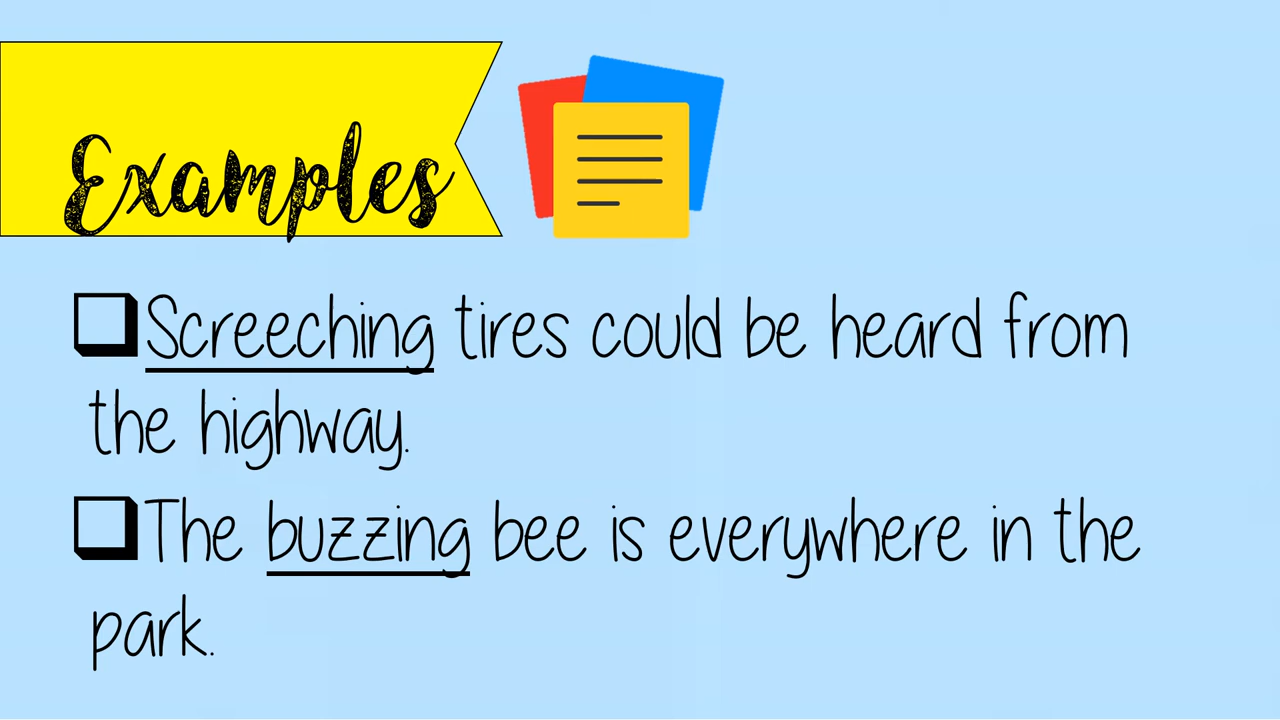 Examples
Screeching tires could be heard from
the highway.
The buzzing bee is everywhere in the
park.